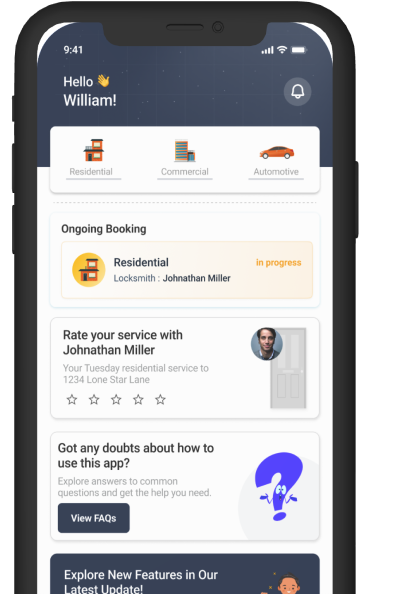 9:41
Hello 👋
William!
Residential
Commercial
Automotive
Ongoing Booking
Residential
in progress
Locksmith : Johnathan Miller
Rate your service with
Johnathan Miller
Your Tuesday residential service to
1234 Lone Star Lane
Got any doubts about how to
use this app?
Explore answers to common
questions and get the help you need.
View FAQs
Explore New Features in Our
Latest Update!